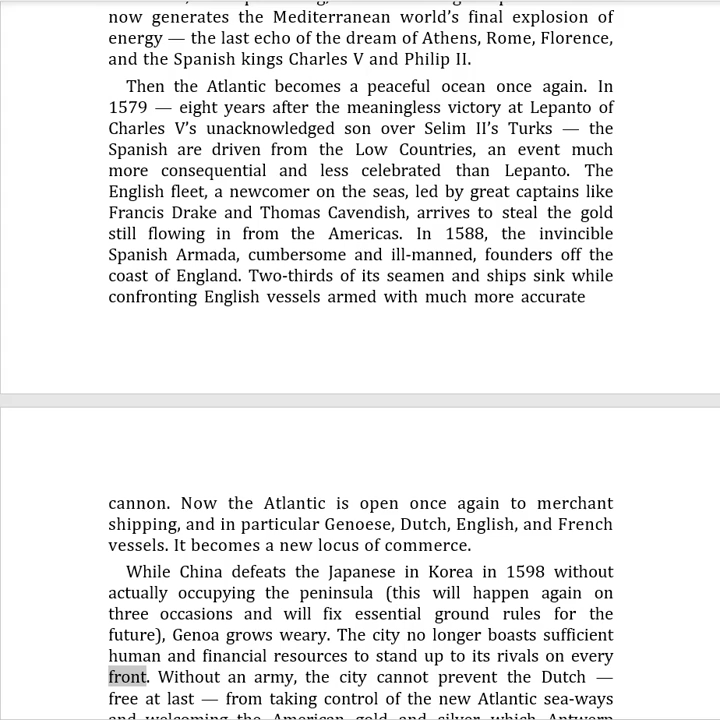 now generates the Mediterranean world’s final explosion of
energy — the last echo of the dream of Athens, Rome, Florence,
and the Spanish kings Charles V and Philip II.
Then the Atlantic becomes a peaceful ocean once again. In
1579 — eight years after the meaningless victory at Lepanto of
Charles V’s unacknowledged son over Selim II’s Turks — the
Spanish are driven from the Low Countries, an event much
more consequential and less celebrated than Lepanto. The
English fleet, a newcomer on the seas, led by great captains like
Francis Drake and Thomas Cavendish, arrives to steal the gold
still flowing in from the Americas. In 1588, the invincible
Spanish Armada, cumbersome and ill-manned, founders off the
coast of England. Two-thirds of its seamen and ships sink while
confronting English vessels armed with much more accurate
cannon. Now the Atlantic is open once again to merchant
shipping, and in particular Genoese, Dutch, English, and French
vessels. It becomes a new locus of commerce.
While China defeats the Japanese in Korea in 1598 without
actually occupying the peninsula (this will happen again on
three occasions and will fix essential ground rules for the
future), Genoa grows weary. The city no longer boasts sufficient
human and financial resources to stand up to its rivals on every
front. Without an army, the city cannot prevent the Dutch —
free at last — from taking control of the new Atlantic sea-ways
and welcoming the American gold and silver which Antwerp